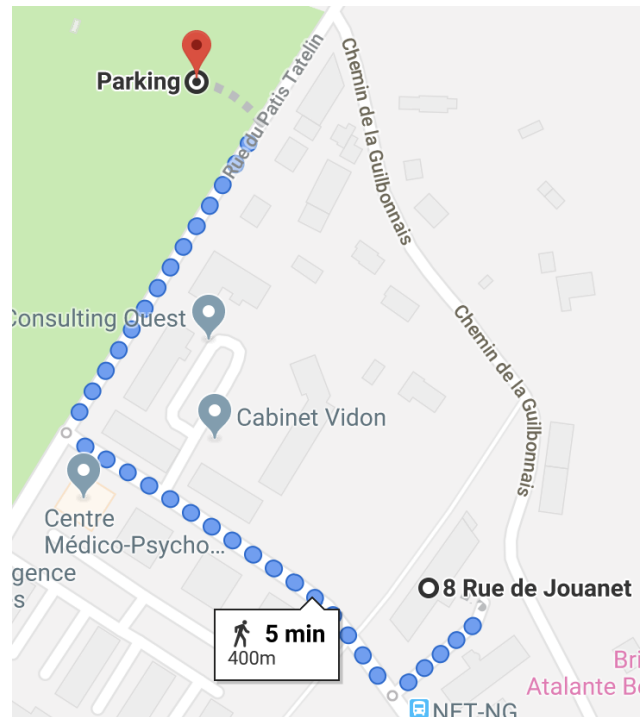 Parking
Rue du Patis Tatelin
Chemin de la Guilbonnais
Consulting Quest
Chemin de la Guilbonnais
Cabinet Vidon
Centre
Médico-Psycho...
gence
s
8 Rue de Jouanet
5 min
400m
Bri
Atalante Be
NET-NG